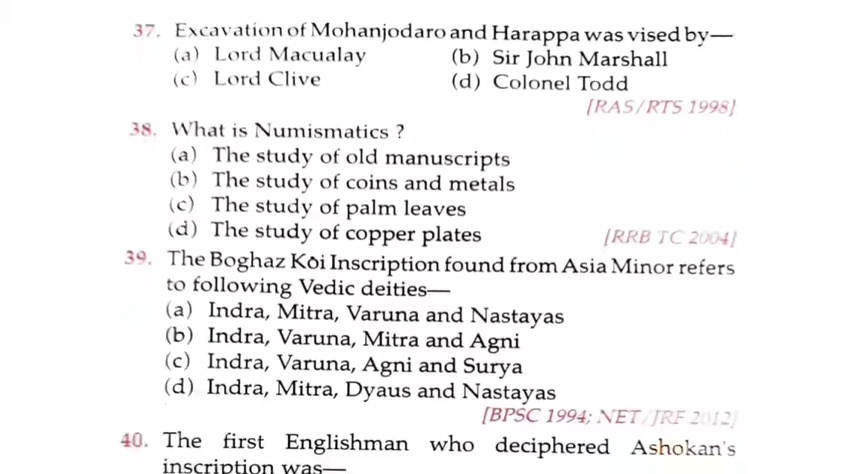 37. Excavation of Mohanjodaro and Harappa was vised by—
(a) Lord Macualay (b) Sir John Marshall
(c) Lord Clive (d) Colonel Todd
[RAS/RTS 1998]
38. What is Numismatics ?
(a) The study of old manuscripts
(b) The study of coins and metals
(c) The study of palm leaves
(d) The study of copper plates [RRB TC 2004]
39. The Boghaz Köi Inscription found from Asia Minor refers
to following Vedic deities—
(a) Indra, Mitra, Varuna and Nastayas
(b) Indra, Varuna, Mitra and Agni
(c) Indra, Varuna, Agni and Surya
(d) Indra, Mitra, Dyaus and Nastayas
[BPSC 1994; NET/JRF 2012]
40. The first Englishman who deciphered Ashokan's
inscription was—